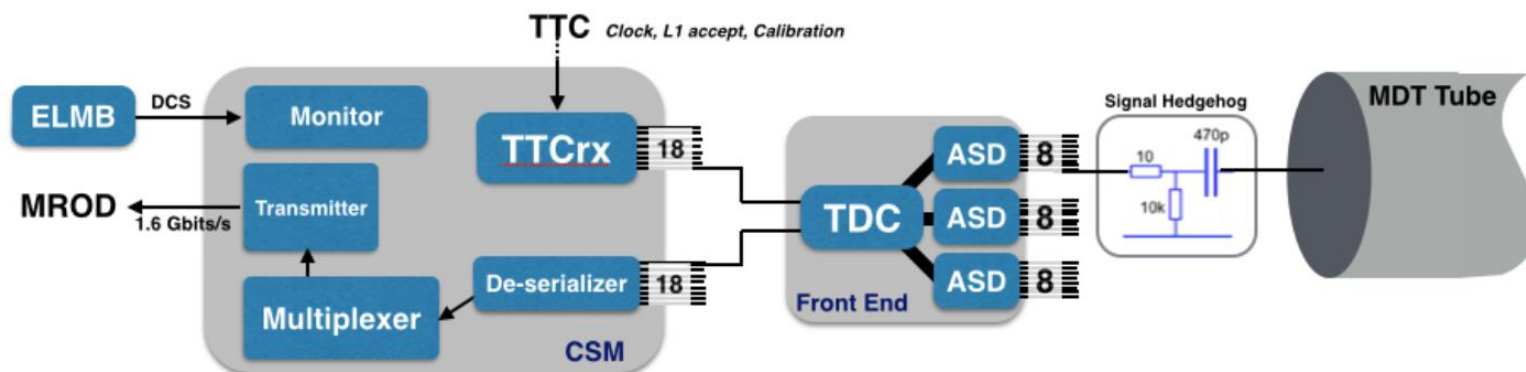 TTC Clock, L1 accept, Calibration
ELMB
DCS
Monitor
TTCrx
18
MROD
1.6 Gbits/s
Transmitter
Multiplexer
De-serializer
18
CSM
TDC
ASD
8
ASD
8
ASD
8
Front End
Signal Hedgehog
470p
10
10k
MDT Tube